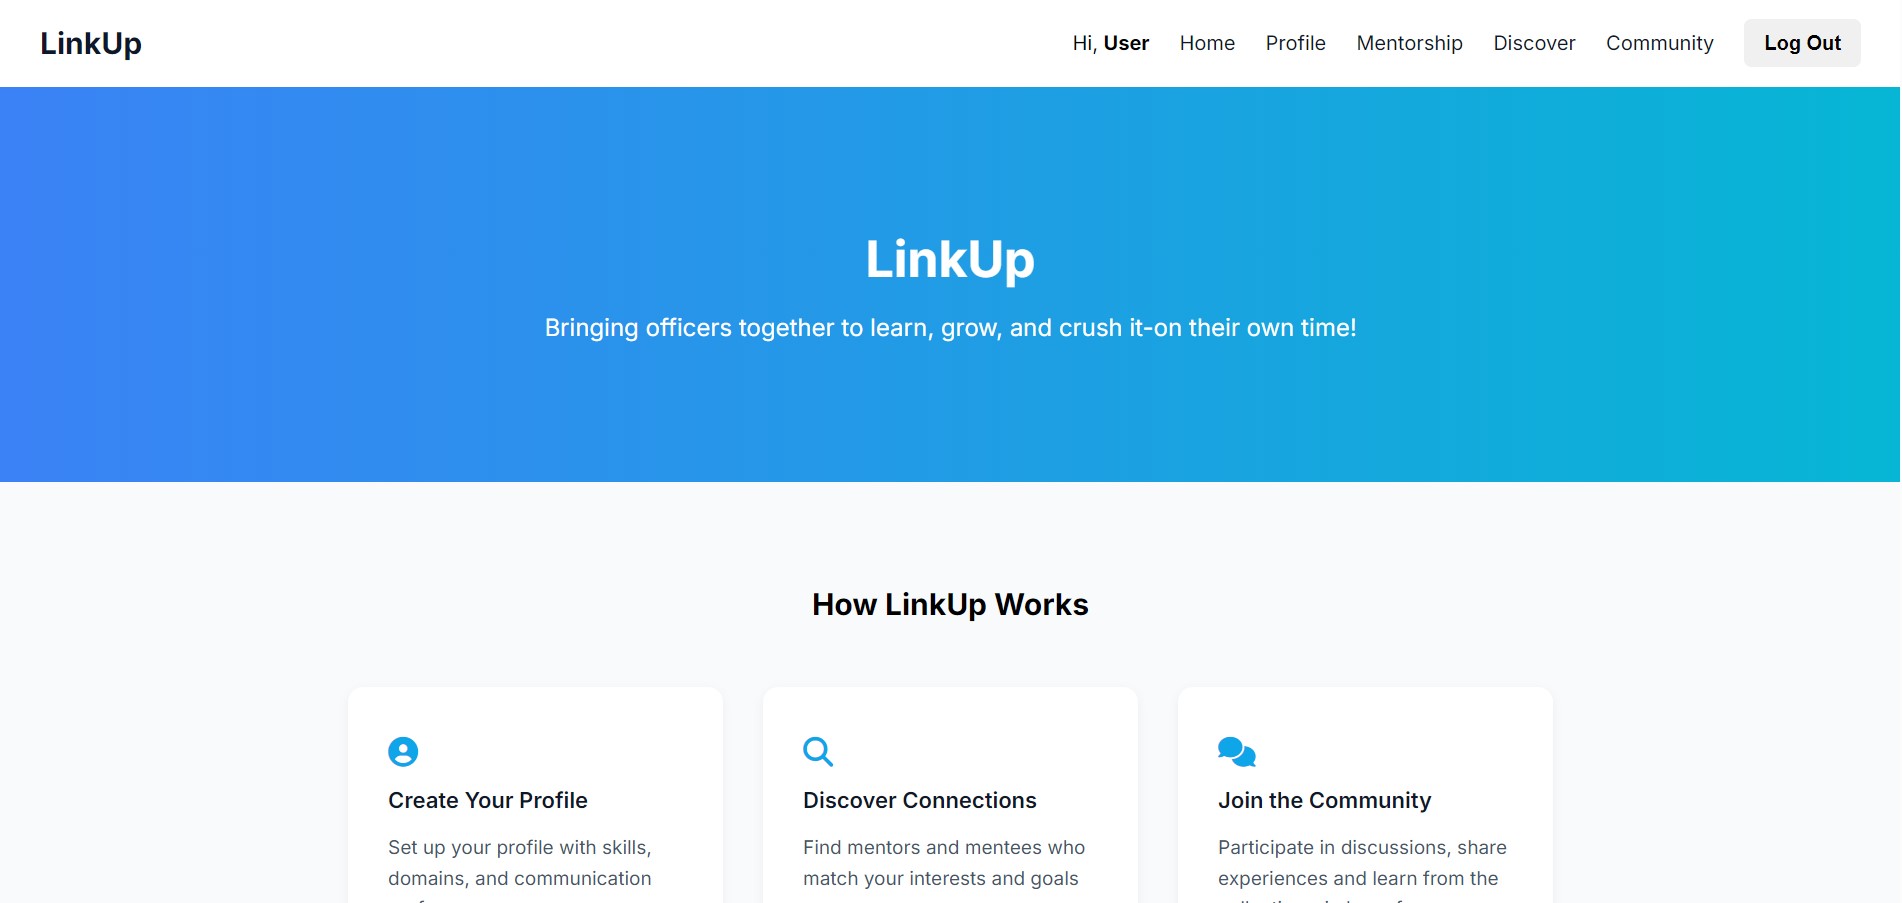 LinkUp
Hi, User Home Profile Mentorship Discover Community Log Out
LinkUp
Bringing officers together to learn, grow, and crush it-on their own time!
How LinkUp Works
Create Your Profile
Set up your profile with skills,
domains, and communication
Discover Connections
Find mentors and mentees who
match your interests and goals
Join the Community
Participate in discussions, share
experiences and learn from the